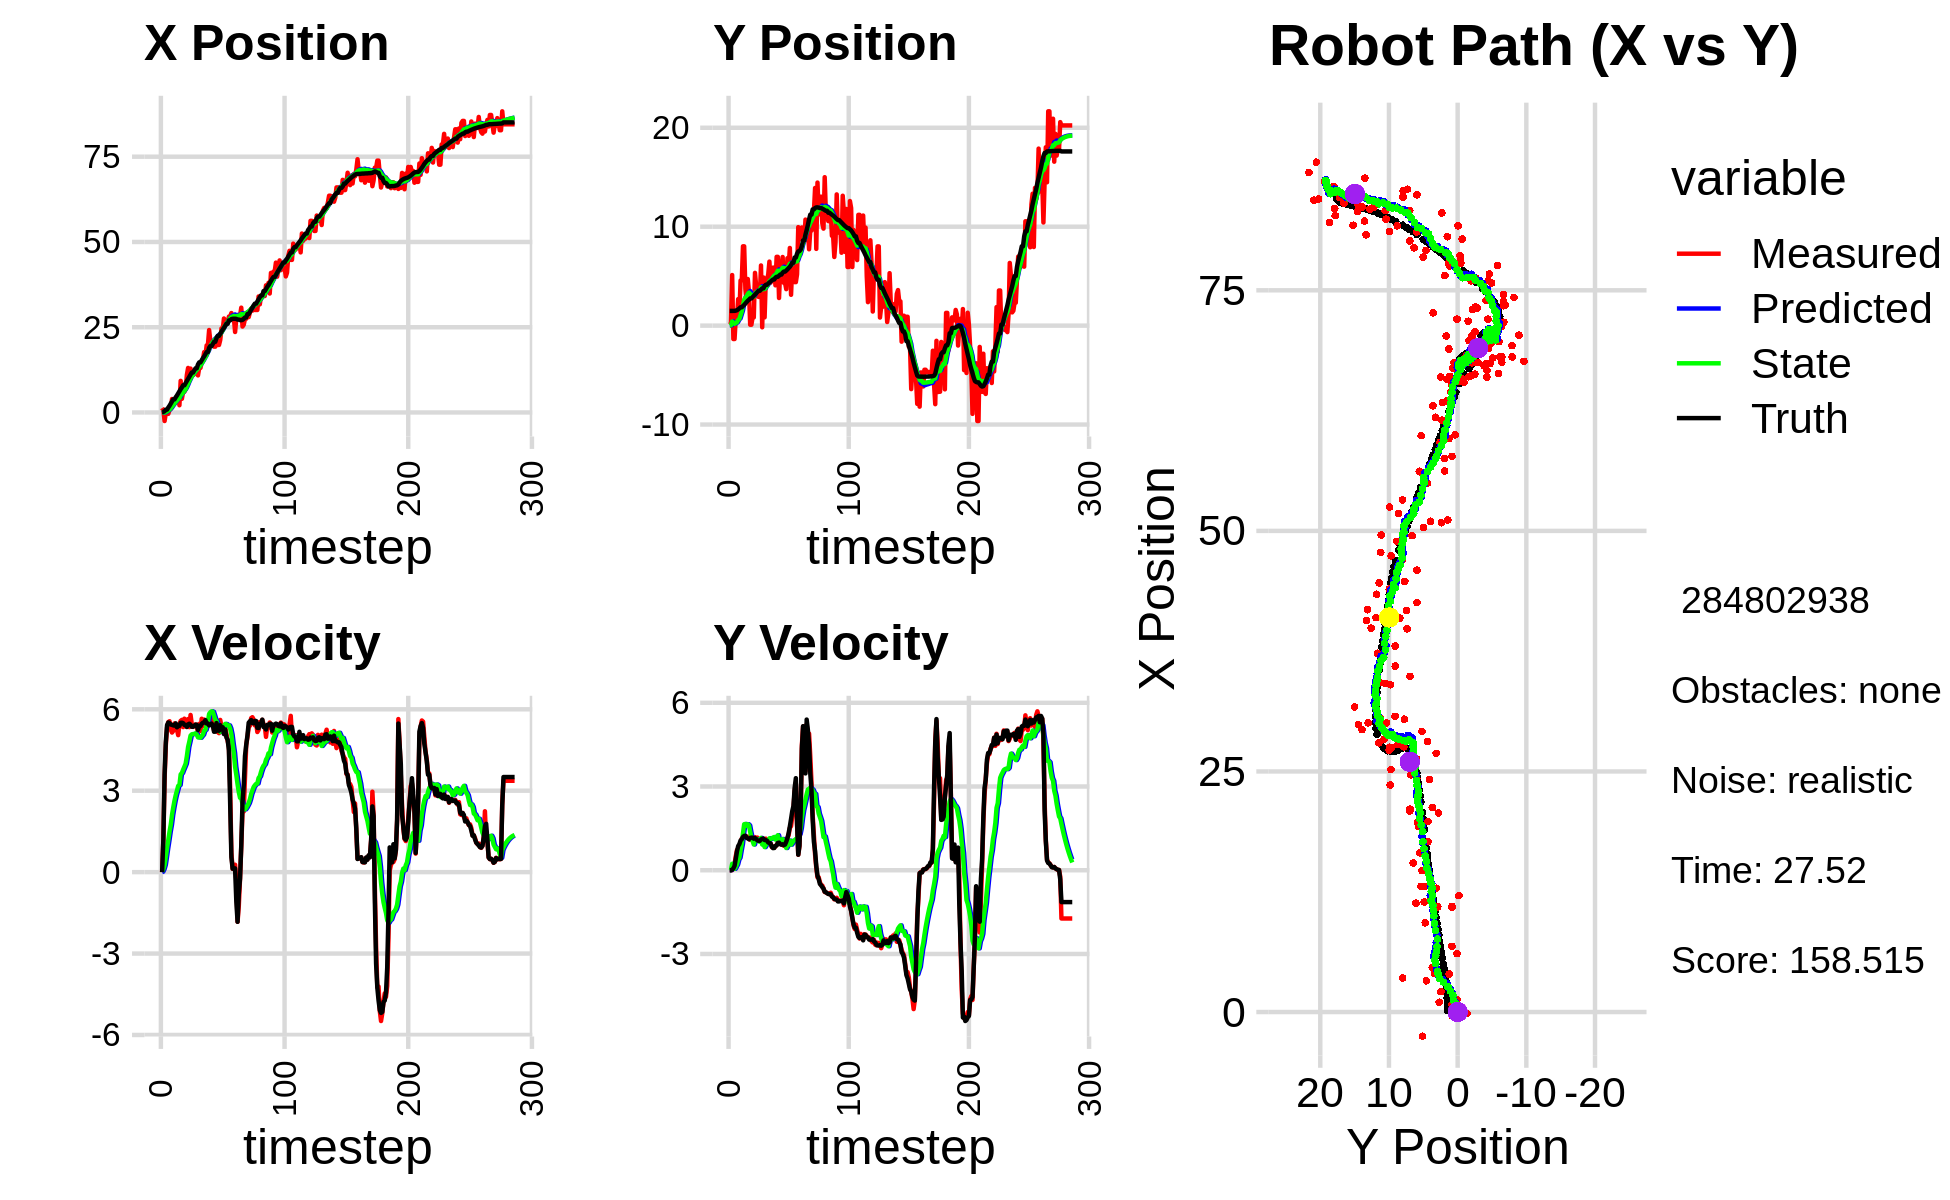 X Position
75
50
25
0
0
100
200
300
timestep
Y Position
20
10
0
-10
0
100
200
300
timestep
X Velocity
6
3
0
-3
-6
0
100
200
300
timestep
Y Velocity
6
3
0
-3
0
100
200
300
timestep
Robot Path (X vs Y)
X Position
75
50
25
0
20 10 0 -10 -20
Y Position
variable
Measured
Predicted
State
Truth
284802938
Obstacles: none
Noise: realistic
Time: 27.52
Score: 158.515